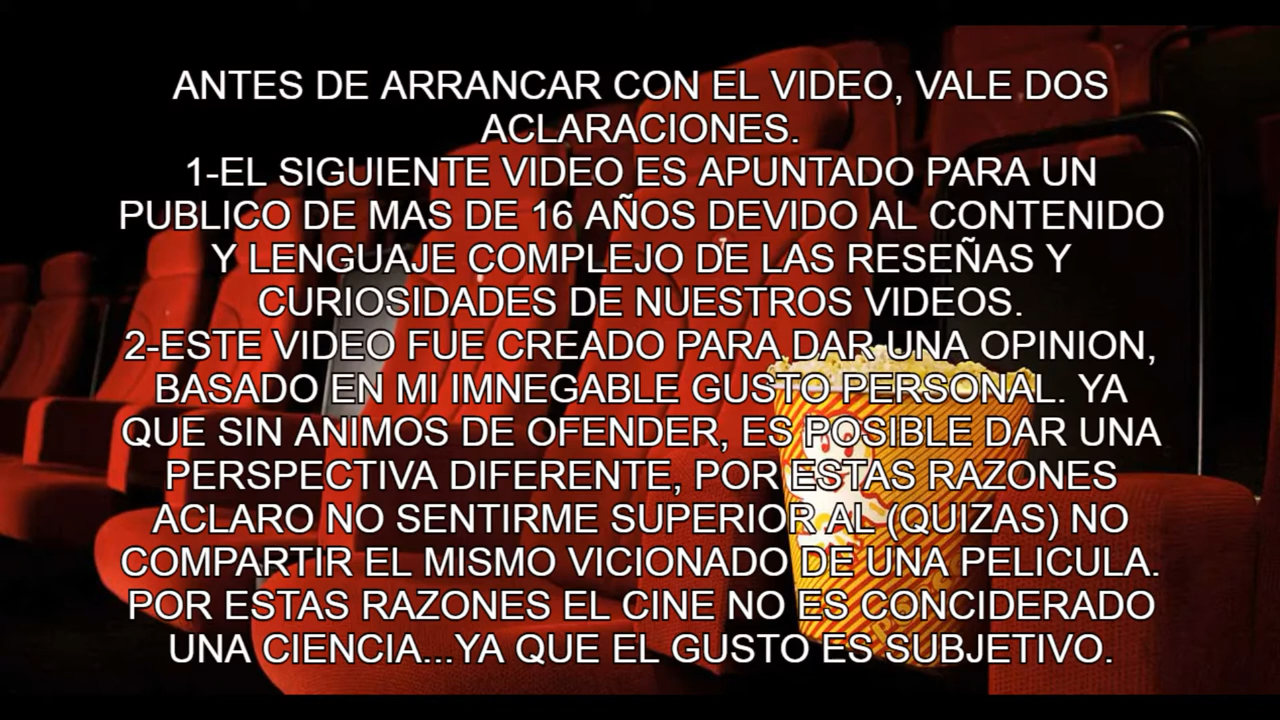 ANTES DE ARRANCAR CON EL VIDEO, VALE DOS
ACLARACIONES.
1-EL SIGUIENTE VIDEO ES APUNTADO PARA UN
PUBLICO DE MAS DE 16 AÑOS DEVIDO AL CONTENIDO
Y LENGUAJE COMPLEJO DE LAS RESEÑAS Y
CURIOSIDADES DE NUESTROS VIDEOS.
2-ESTE VIDEO FUE CREADO PARA DAR UNA OPINION,
BASADO EN MI IMNEGABLE GUSTO PERSONAL. YA
QUE SIN ANIMOS DE OFENDER, ES POSIBLE DAR UNA
PERSPECTIVA DIFERENTE, POR ESTAS RAZONES
ACLARO NO SENTIRME SUPERIOR AL (QUIZAS) NO
COMPARTIR EL MISMO VICIONADO DE UNA PELICULA.
POR ESTAS RAZONES EL CINE NO ES CONCIDERADO
UNA CIENCIA...YA QUE EL GUSTO ES SUBJETIVO.